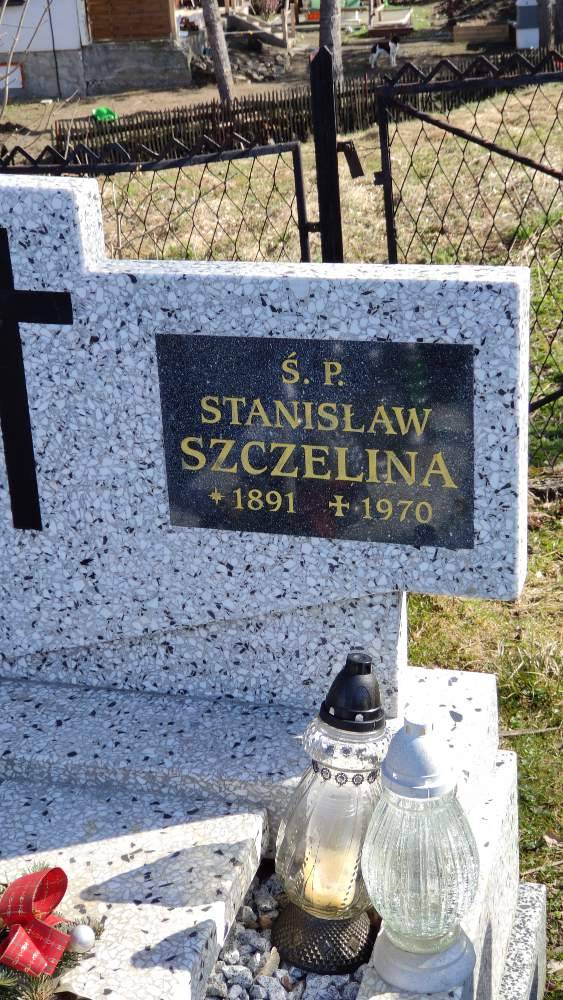 Ś. P.
STANISŁAW
SZCZELINA
* 1891 ✢ 1970